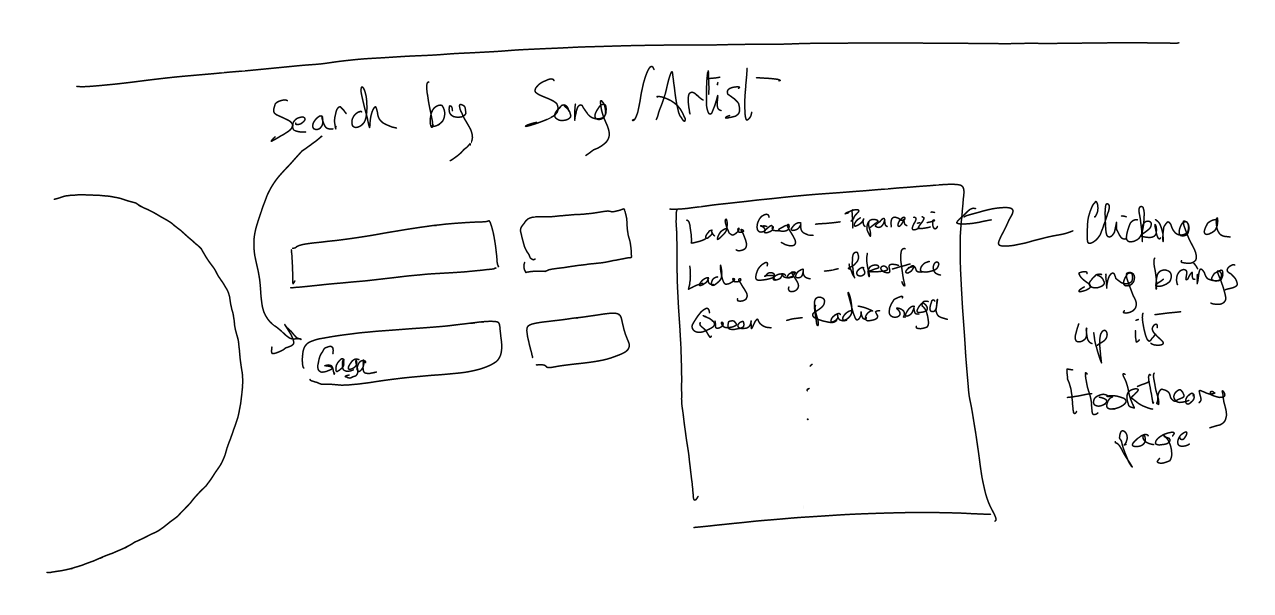 Search by Song/Artist
Lady Gaga - Paparazzi
Lady Gaga - Pokerface
Queen - Radio Gaga
Gaga
Clicking a
song brings
up its
HookTheory
page